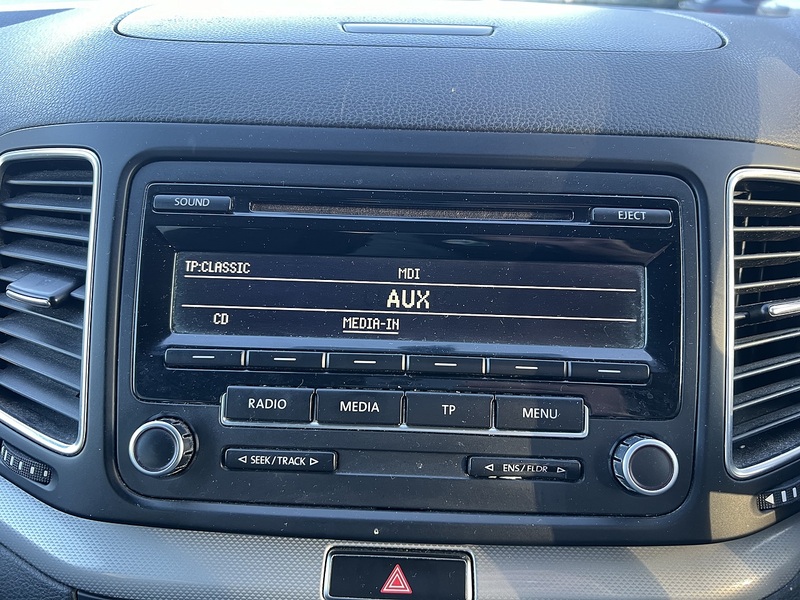 SOUND
EJECT
TP:CLASSIC
MDI
AUX
CD
MEDIA-IN
RADIO
MEDIA
TP
MENU
SEEK/TRACK
ENS/FLDR